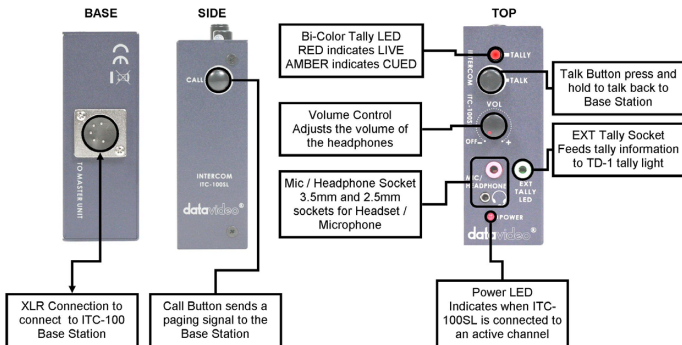 BASE
SIDE
TOP
TO MASTER UNIT
CALL
INTERCOM
ITC-100SL
datavideo®
Bi-Color Tally LED
RED indicates LIVE
AMBER indicates CUED
Volume Control
Adjusts the volume of
the headphones
Mic / Headphone Socket
3.5mm and 2.5mm
sockets for Headset /
Microphone
INTERCOM ITC-100SL
TALLY
TALK
VOL
OFF - +
MIC/
HEADPHONE
EXT
TALLY
LED
POWER
datavideo®
Talk Button press and
hold to talk back to
Base Station
EXT Tally Socket
Feeds tally information
to TD-1 tally light
XLR Connection to
connect to ITC-100
Base Station
Call Button sends a
paging signal to the
Base Station
Power LED
Indicates when ITC-
100SL is connected to
an active channel